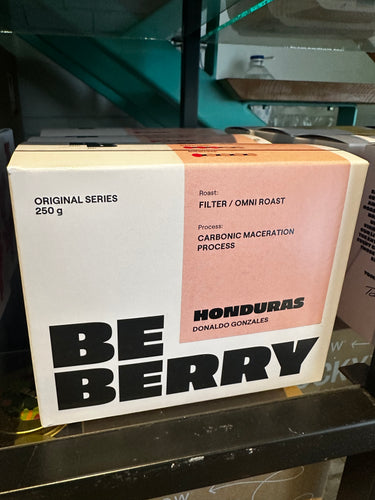 ORIGINAL SERIES
250 g
Roast:
FILTER / OMNI ROAST
Process:
CARBONIC MACERATION
PROCESS
HONDURAS
DONALDO GONZALES
BE
BERRY